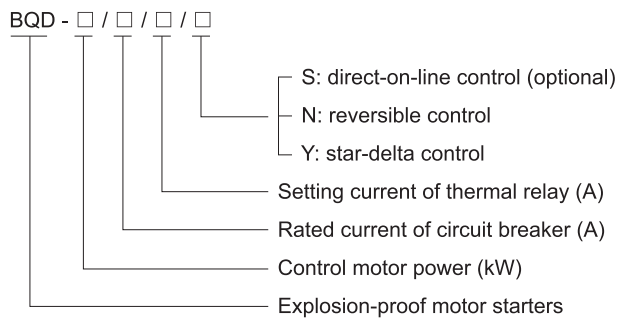 BQD - □ / □ / □ / □
S: direct-on-line control (optional)
N: reversible control
Y: star-delta control
Setting current of thermal relay (A)
Rated current of circuit breaker (A)
Control motor power (kW)
Explosion-proof motor starters